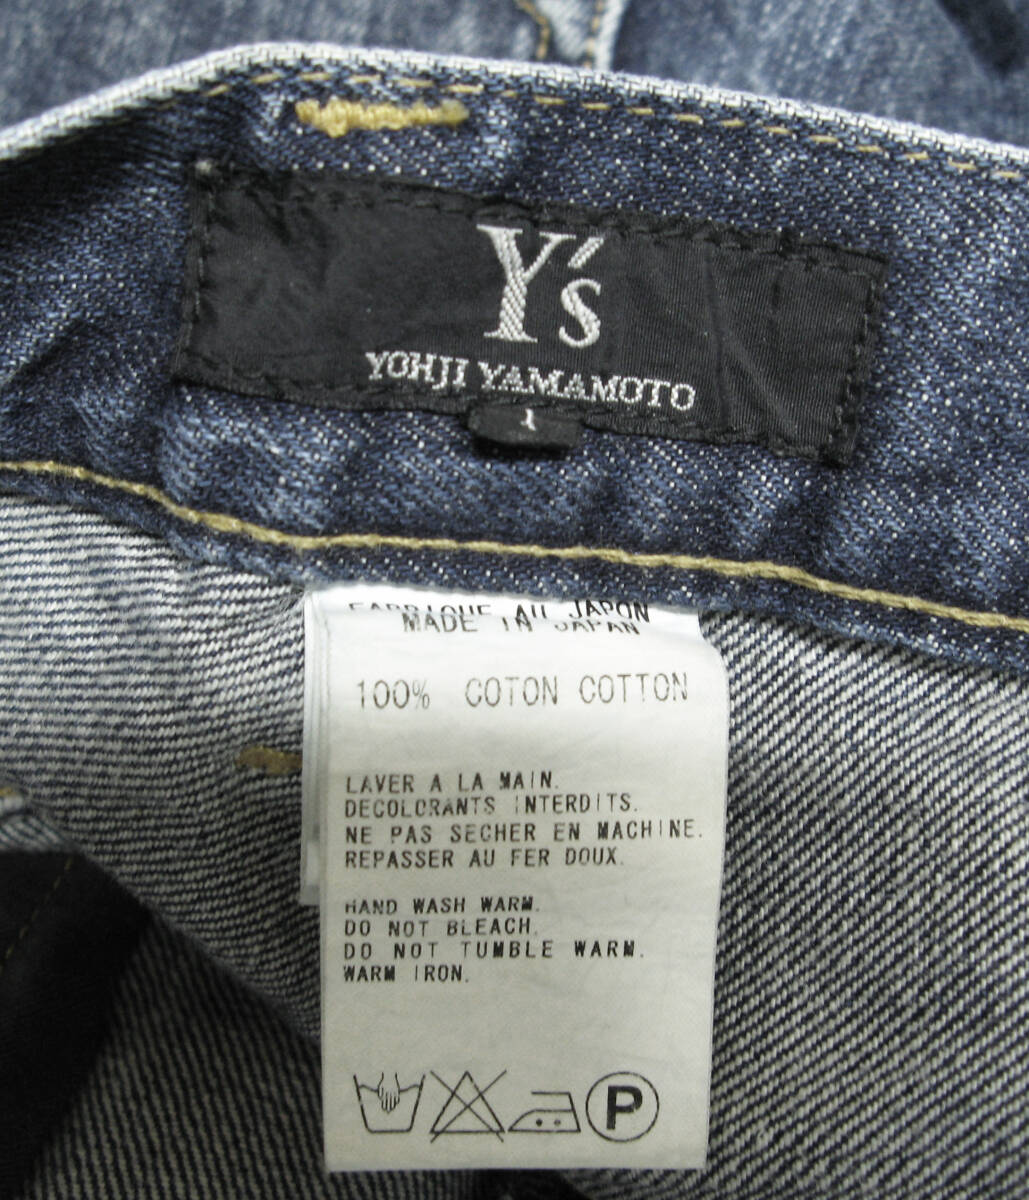 Y's
YOHJI YAMAMOTO
1
FABRIQUE AU JAPON
MADE IN JAPAN
100% COTON COTTON
LAVER A LA MAIN.
DECOLORANTS INTERDITS.
NE PAS SECHER EN MACHINE.
REPASSER AU FER DOUX.
HAND WASH WARM.
DO NOT BLEACH.
DO NOT TUMBLE WARM.
WARM IRON.
P